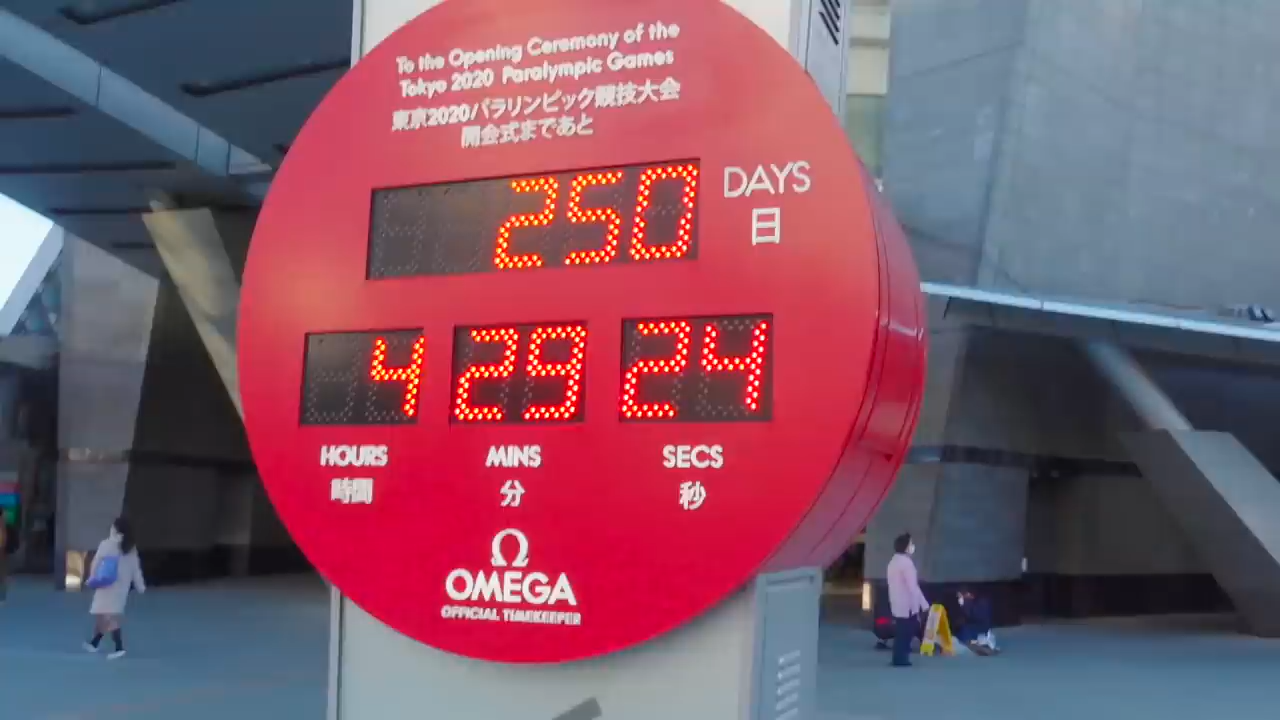 To the Opening Ceremony of the
Tokyo 2020 Paralympic Games
東京2020パラリンピック競技大会
開会式まであと
250 DAYS
日
4 29 24
HOURS MINS SECS
時間 分 秒
Ω
OMEGA
OFFICIAL TIMEKEEPER